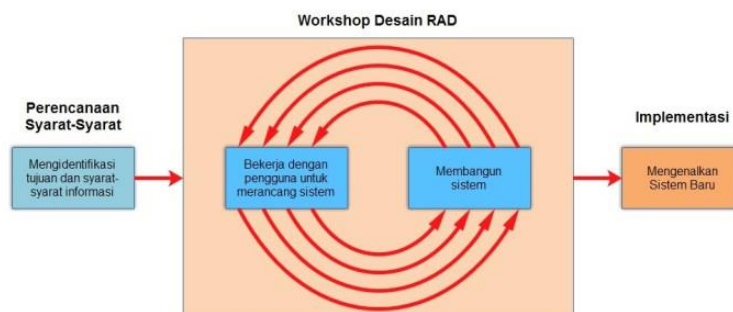 Workshop Desain RAD
Perencanaan
Syarat-Syarat
Mengidentifikasi
tujuan dan syarat-
syarat informasi
Bekerja dengan
pengguna untuk
merancang sistem
Membangun
sistem
Implementasi
Mengenalkan
Sistem Baru